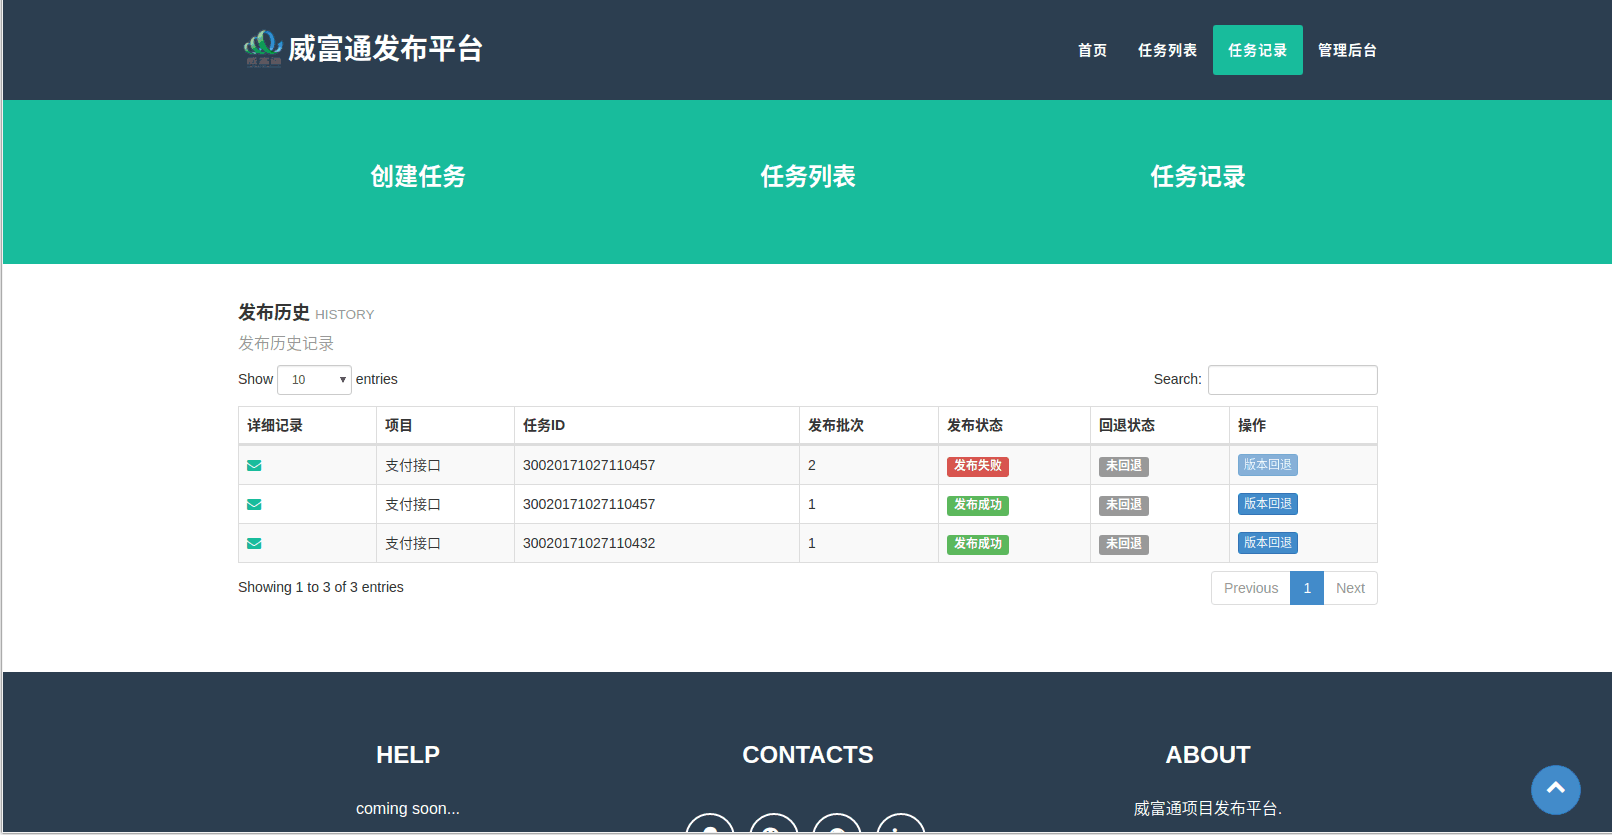 威富通发布平台
首页 任务列表 任务记录 管理后台
创建任务 任务列表 任务记录
发布历史 HISTORY
发布历史记录
Show 10 entries Search:
详细记录 项目 任务ID 发布批次 发布状态 回退状态 操作
支付接口 30020171027110457 2 发布失败 未回退 版本回退
支付接口 30020171027110457 1 发布成功 未回退 版本回退
支付接口 30020171027110432 1 发布成功 未回退 版本回退
Showing 1 to 3 of 3 entries Previous 1 Next
HELP CONTACTS ABOUT
coming soon... 威富通项目发布平台.